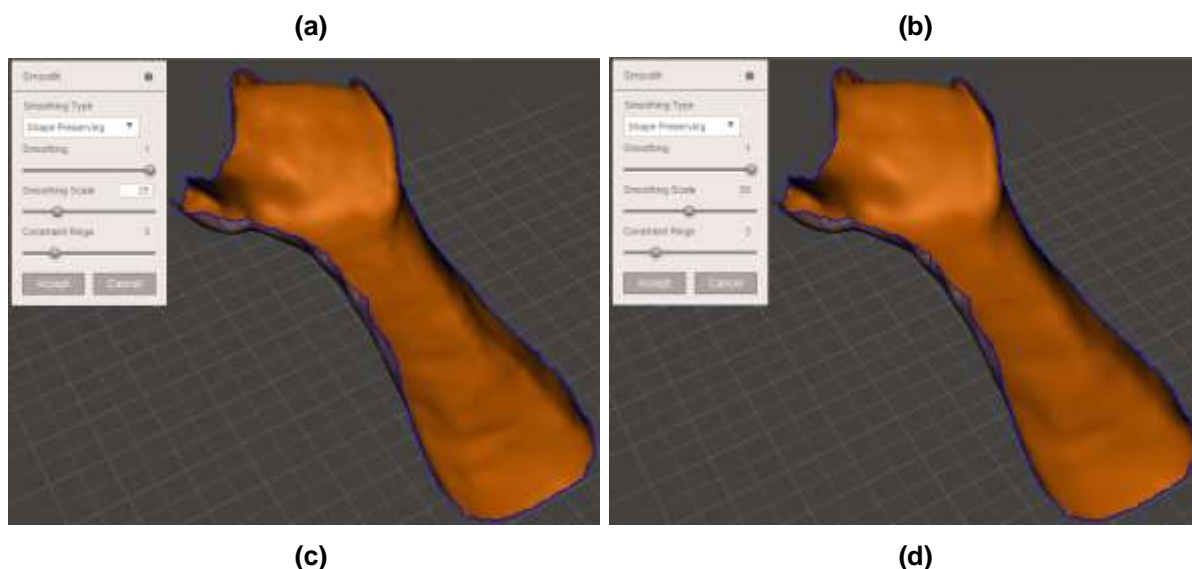 (a) (b)
Smooth
Smoothing Type
Shape Preserving
Smoothing 1
Smoothing Scale
Constraint Rings 3
Accept Cancel
Smooth
Smoothing Type
Shape Preserving
Smoothing 1
Smoothing Scale
Constraint Rings 3
Accept Cancel
(c) (d)